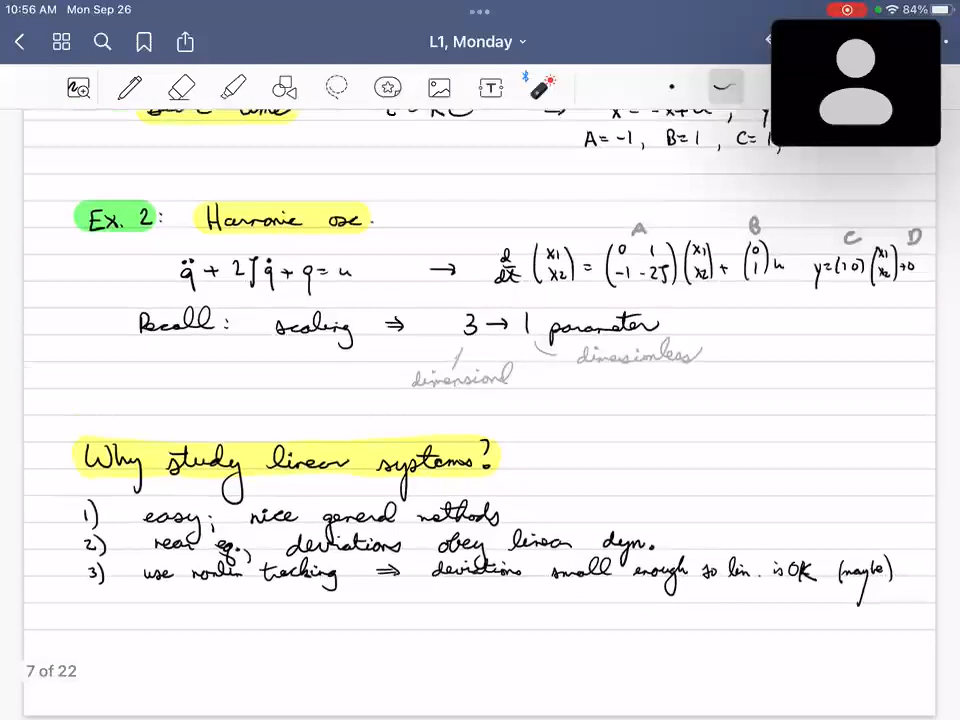 10:56 AM Mon Sep 26
84%
L1, Monday
τ = RC → ẋ = -x+u, y
A = -1, B = 1, C = 1,
Ex. 2: Harmonic osc.
A B C D
q̈ + 2ζq̇ + q = u → d/dt (x1 x2) = (0 1 -1 -2ζ)(x1 x2) + (0 1)u y=(1 0)(x1 x2)+0
Recall: scaling ⇒ 3 → 1 parameter
dimensional dimensionless
Why study linear systems?
1) easy; nice general methods
2) near eq., deviations obey linear dyn.
3) use nonlin tracking ⇒ deviations small enough so lin. is OK (maybe)
7 of 22